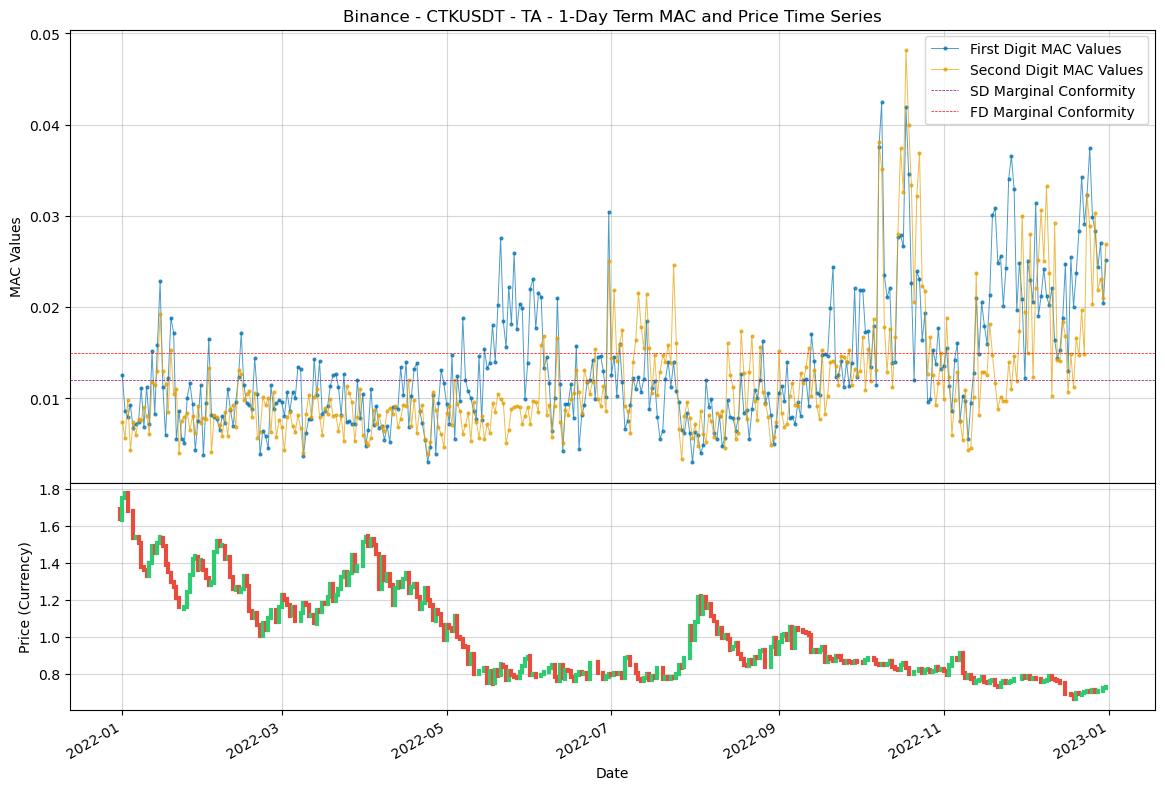 Binance - CTKUSDT - TA - 1-Day Term MAC and Price Time Series
First Digit MAC Values
Second Digit MAC Values
SD Marginal Conformity
FD Marginal Conformity
MAC Values
0.05
0.04
0.03
0.02
0.01
Price (Currency)
1.8
1.6
1.4
1.2
1.0
0.8
2022-01
2022-03
2022-05
2022-07
2022-09
2022-11
2023-01
Date